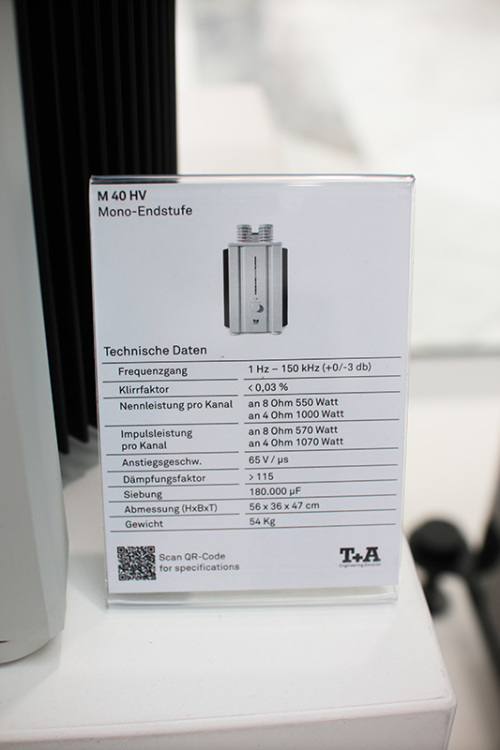 M 40 HV
Mono-Endstufe
T+A
Technische Daten
Frequenzgang 1 Hz – 150 kHz (+0/-3 db)
Klirrfaktor < 0,03 %
Nennleistung pro Kanal an 8 Ohm 550 Watt
an 4 Ohm 1000 Watt
Impulsleistung an 8 Ohm 570 Watt
pro Kanal an 4 Ohm 1070 Watt
Anstiegsgeschw. 65 V / µs
Dämpfungsfaktor > 115
Siebung 180.000 µF
Abmessung (HxBxT) 56 x 36 x 47 cm
Gewicht 54 Kg
Scan QR-Code
for specifications
T+A